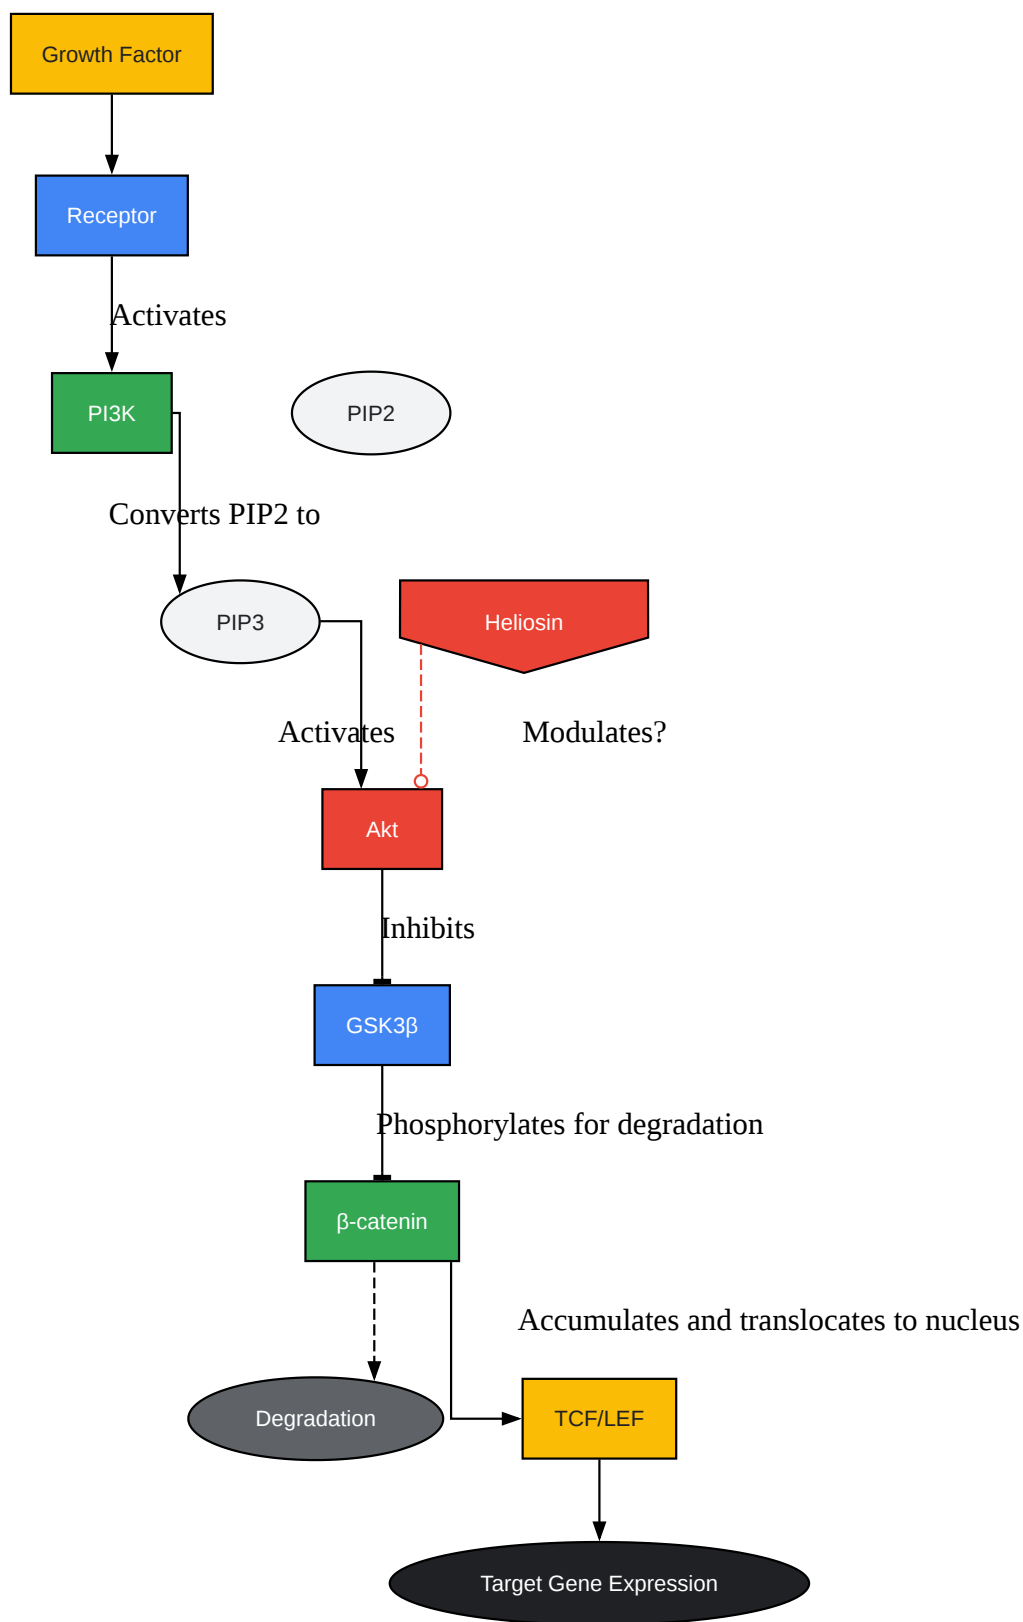 Growth Factor
Receptor
Activates
PI3K
PIP2
Converts PIP2 to
PIP3
Heliosin
Activates
Modulates?
Akt
Inhibits
GSK3β
Phosphorylates for degradation
β-catenin
Accumulates and translocates to nucleus
Degradation
TCF/LEF
Target Gene Expression